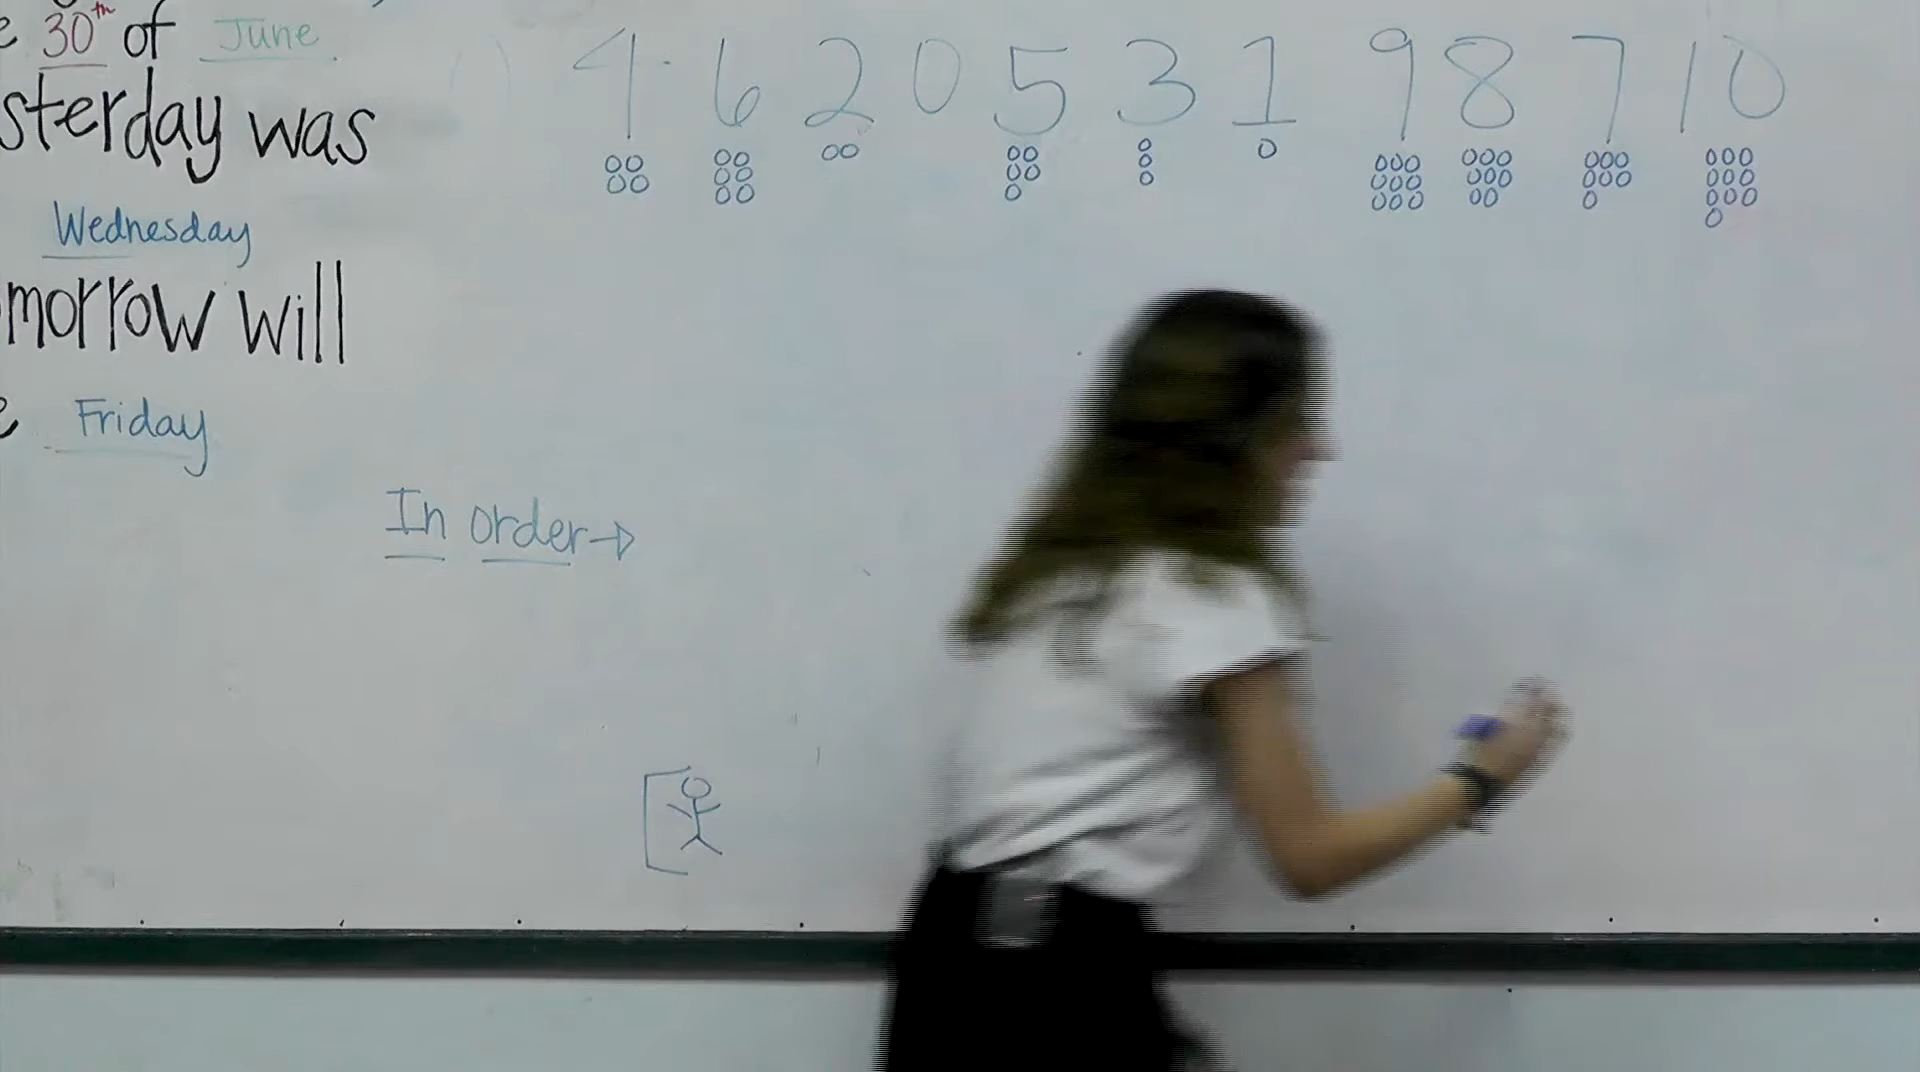 e 30th of June.
sterday was
Wednesday
morrow will
e Friday
4 6 2 0 5 3 1 9 8 7 10
In order→